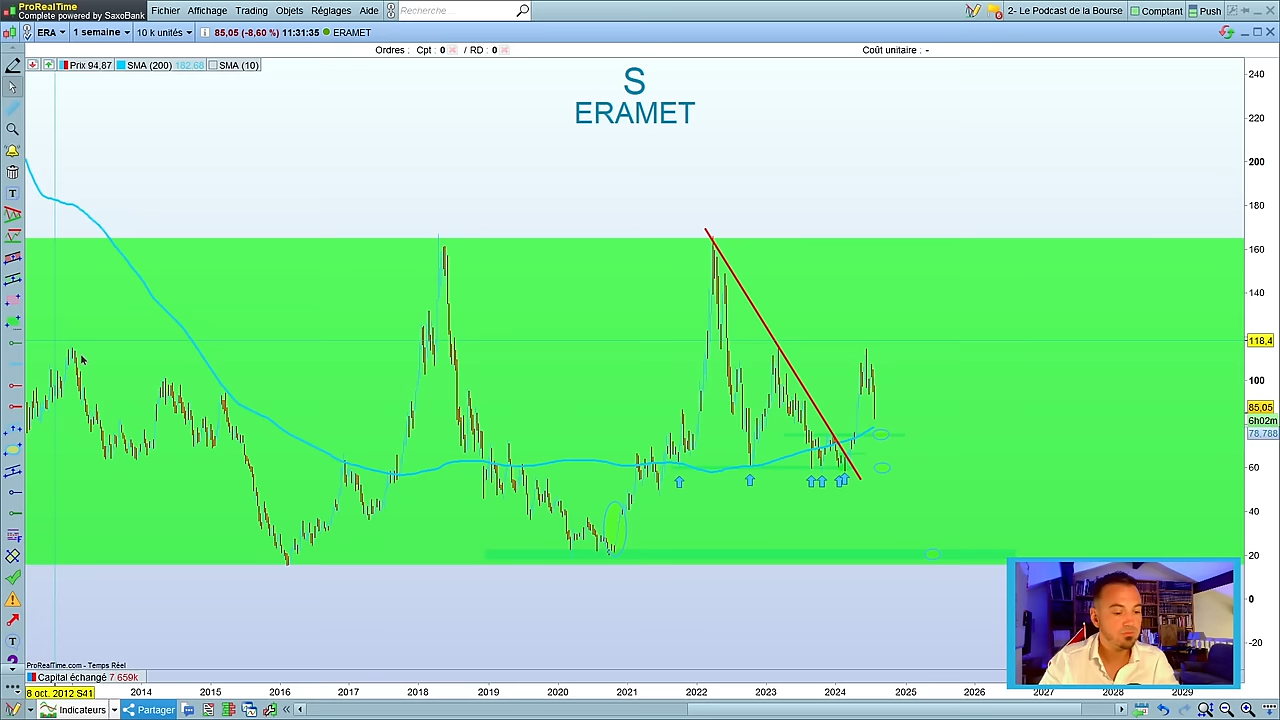 ProRealTime
Complete powered by SaxoBank
Fichier Affichage Trading Objets Réglages Aide Recherche... 2- Le Podcast de la Bourse Comptant Push
ERA 1 semaine 10 k unités 85,05 (-8,60 %) 11:31:35 ERAMET
Ordres : Cpt : 0 / RD : 0 Coût unitaire : -
Prix 94,87 SMA (200) 182,68 SMA (10)
S
ERAMET
240
220
200
180
160
140
118,4
100
85,05
6h02m
78,788
60
40
20
0
-20
ProRealTime.com - Temps Réel
Capital échangé 7 659k
8 oct. 2012 S41 2014 2015 2016 2017 2018 2019 2020 2021 2022 2023 2024 2025 2026 2027 2028 2029
Indicateurs Partager